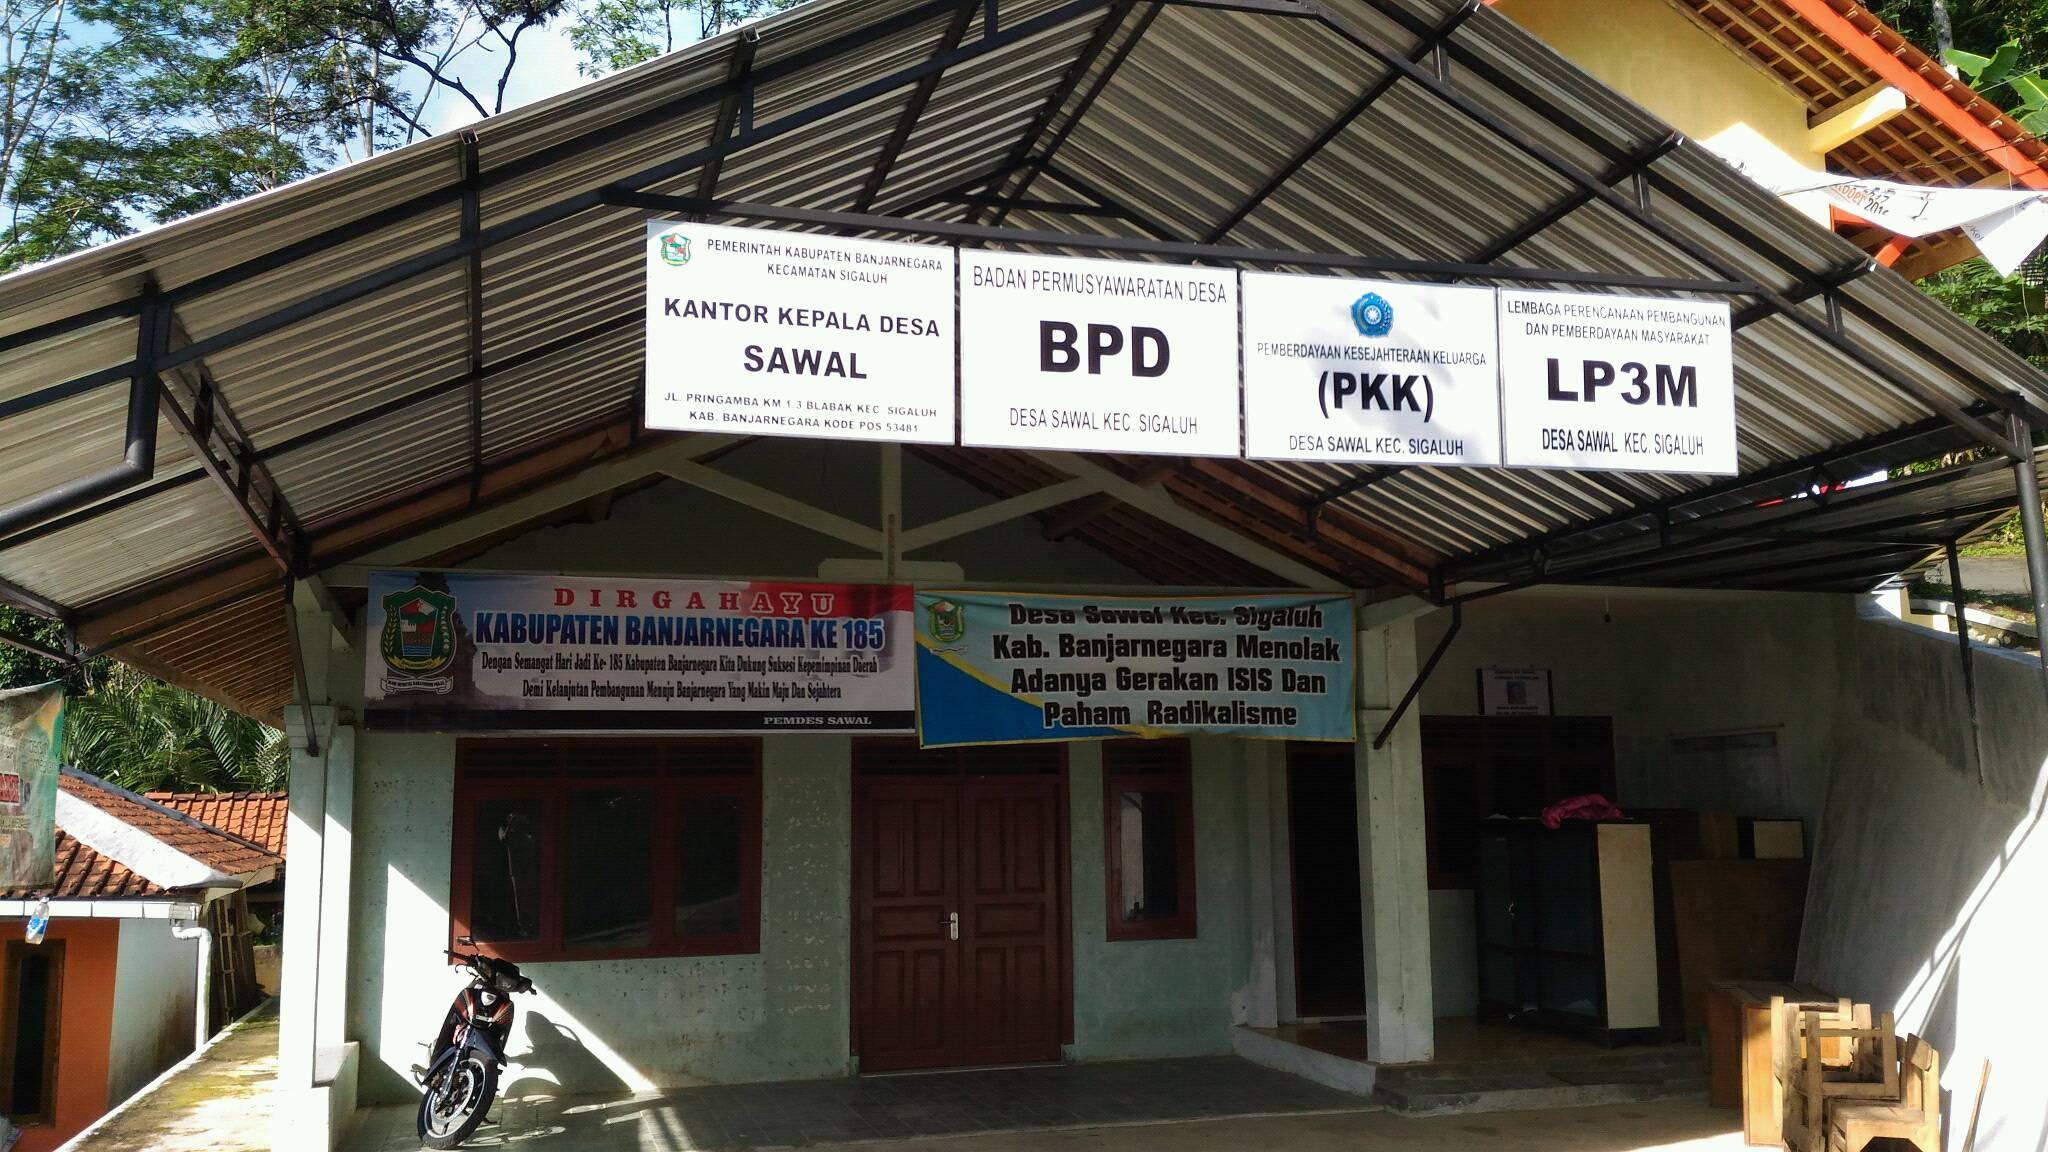 PEMERINTAH KABUPATEN BANJARNEGARA
KECAMATAN SIGALUH
KANTOR KEPALA DESA
SAWAL
JL. PRINGAMBA KM 1.3 BLABAK KEC SIGALUH
KAB. BANJARNEGARA KODE POS 53481
BADAN PERMUSYAWARATAN DESA
BPD
DESA SAWAL KEC. SIGALUH
PEMBERDAYAAN KESEJAHTERAAN KELUARGA
(PKK)
DESA SAWAL KEC. SIGALUH
LEMBAGA PERENCANAAN PEMBANGUNAN
DAN PEMBERDAYAAN MASYARAKAT
LP3M
DESA SAWAL KEC. SIGALUH
DIRGAHAYU
KABUPATEN BANJARNEGARA KE 185
Dengan Semangat Hari Jadi Ke- 185 Kabupaten Banjarnegara Kita Dukung Suksesi Kepemimpinan Daerah
Demi Kelanjutan Pembangunan Menuju Banjarnegara Yang Makin Maju Dan Sejahtera
PEMDES SAWAL
Desa Sawal Kec. Sigaluh
Kab. Banjarnegara Menolak
Adanya Gerakan ISIS Dan
Paham Radikalisme